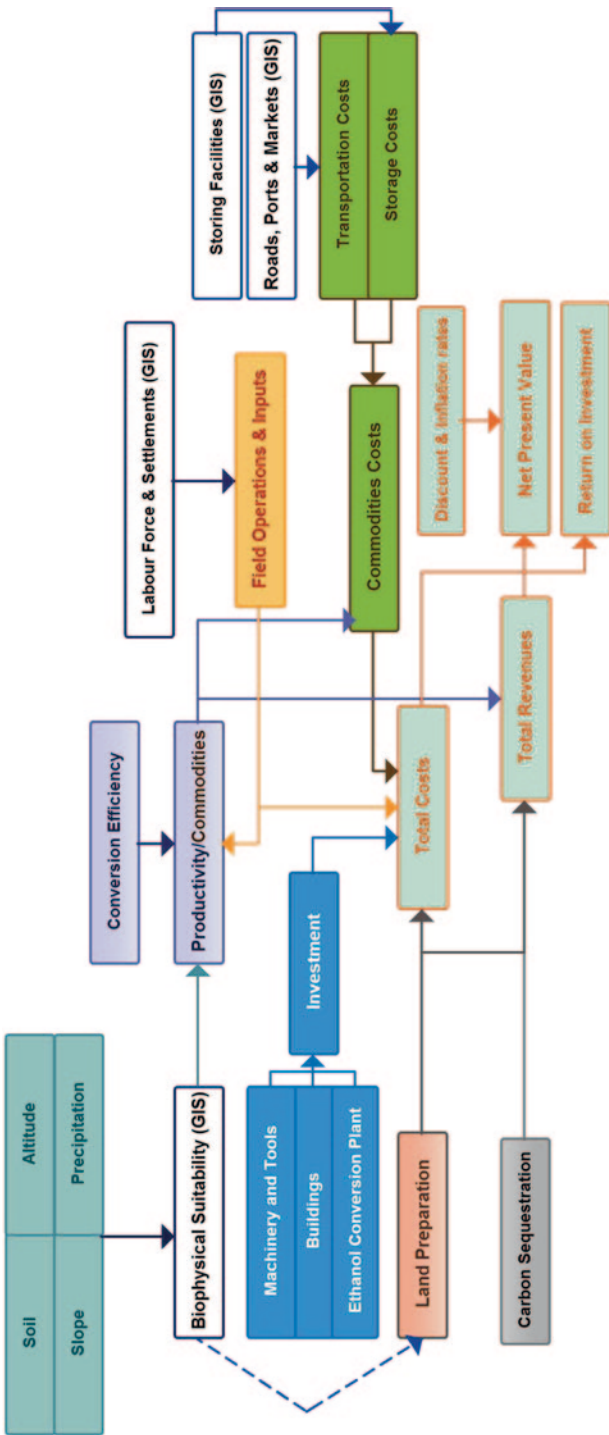 Soil
Altitude
Slope
Precipitation
Conversion Efficiency
Labour Force & Settlements (GIS)
Storing Facilities (GIS)
Biophysical Suitability (GIS)
Productivity/Commodities
Field Operations & Inputs
Roads, Ports & Markets (GIS)
Machinery and Tools
Buildings
Ethanol Conversion Plant
Investment
Commodities Costs
Transportation Costs
Storage Costs
Land Preparation
Total Costs
Discount & Inflation rates
Carbon Sequestration
Total Revenues
Net Present Value
Return on Investment